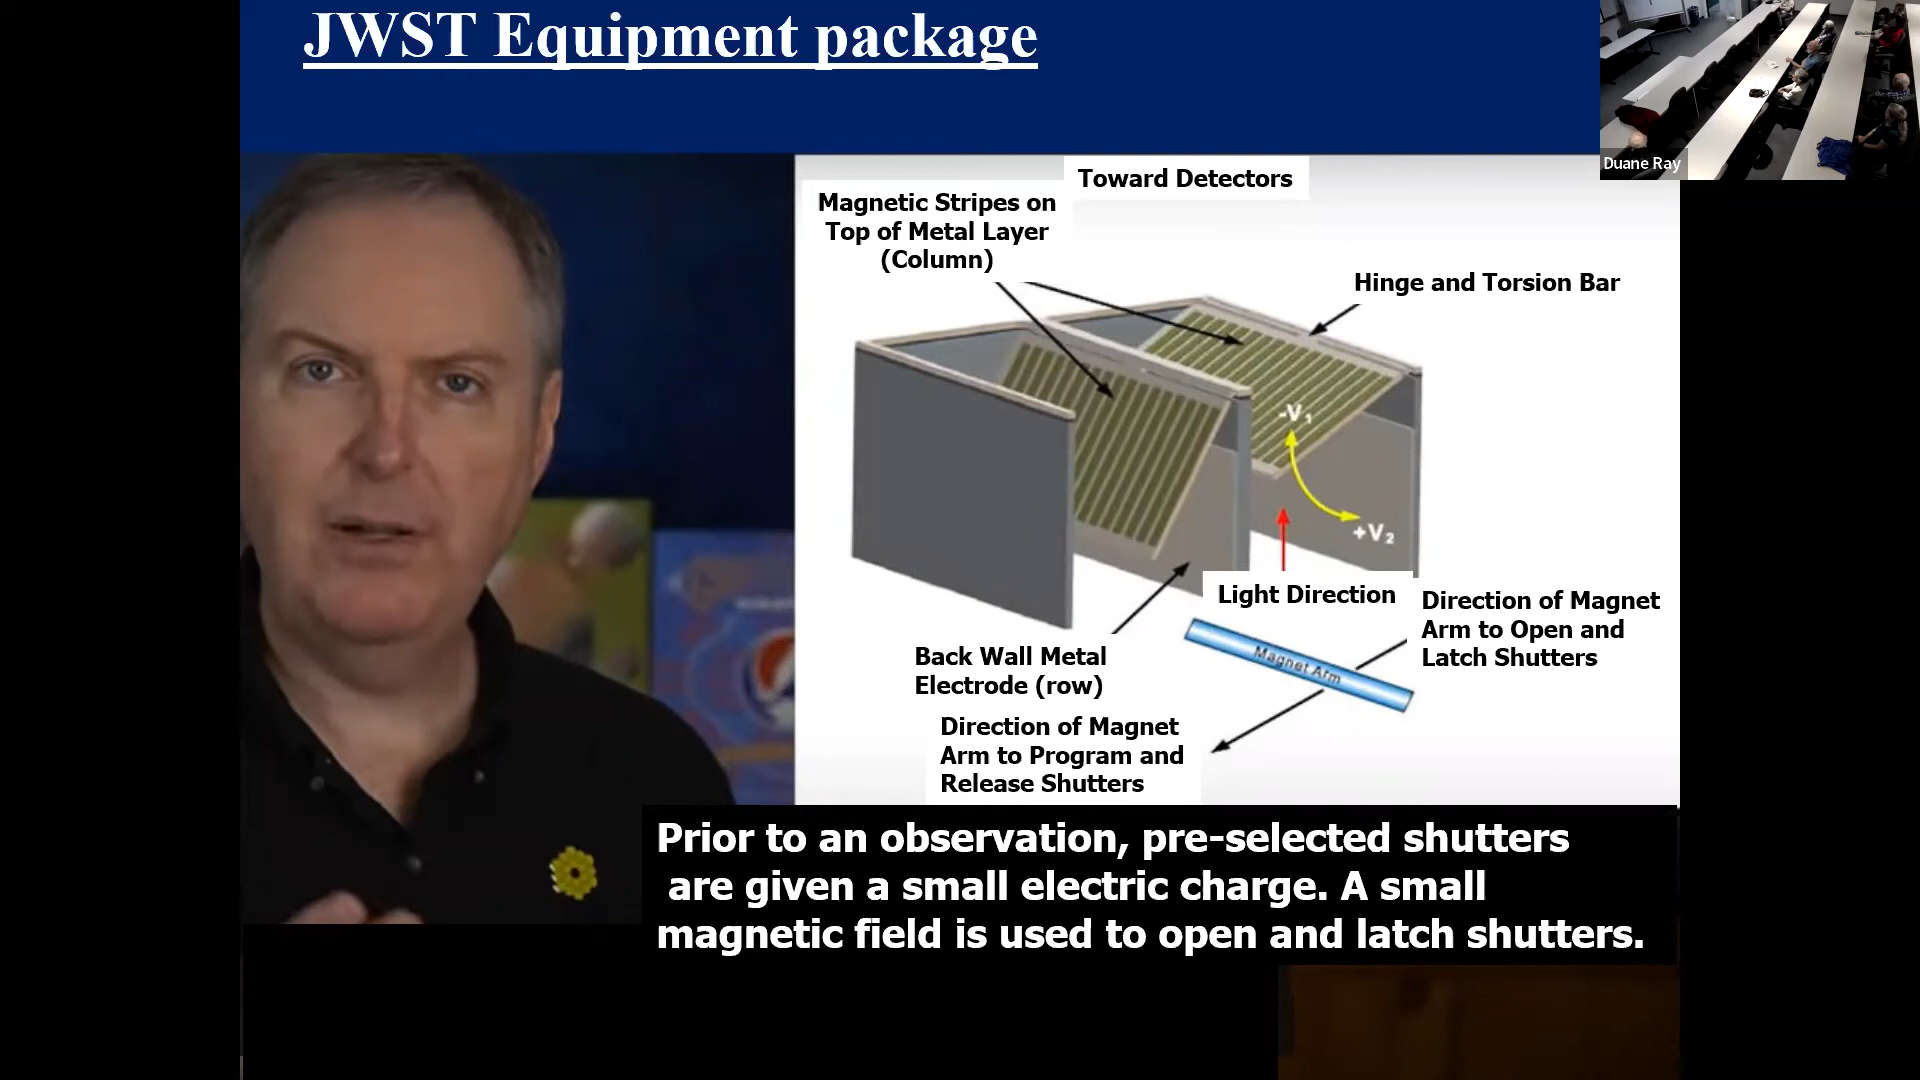 JWST Equipment package
Duane Ray
Toward Detectors
Magnetic Stripes on
Top of Metal Layer
(Column)
Hinge and Torsion Bar
-V₁
+V₂
Light Direction
Direction of Magnet
Arm to Open and
Latch Shutters
Magnet Arm
Back Wall Metal
Electrode (row)
Direction of Magnet
Arm to Program and
Release Shutters
Prior to an observation, pre-selected shutters
are given a small electric charge. A small
magnetic field is used to open and latch shutters.